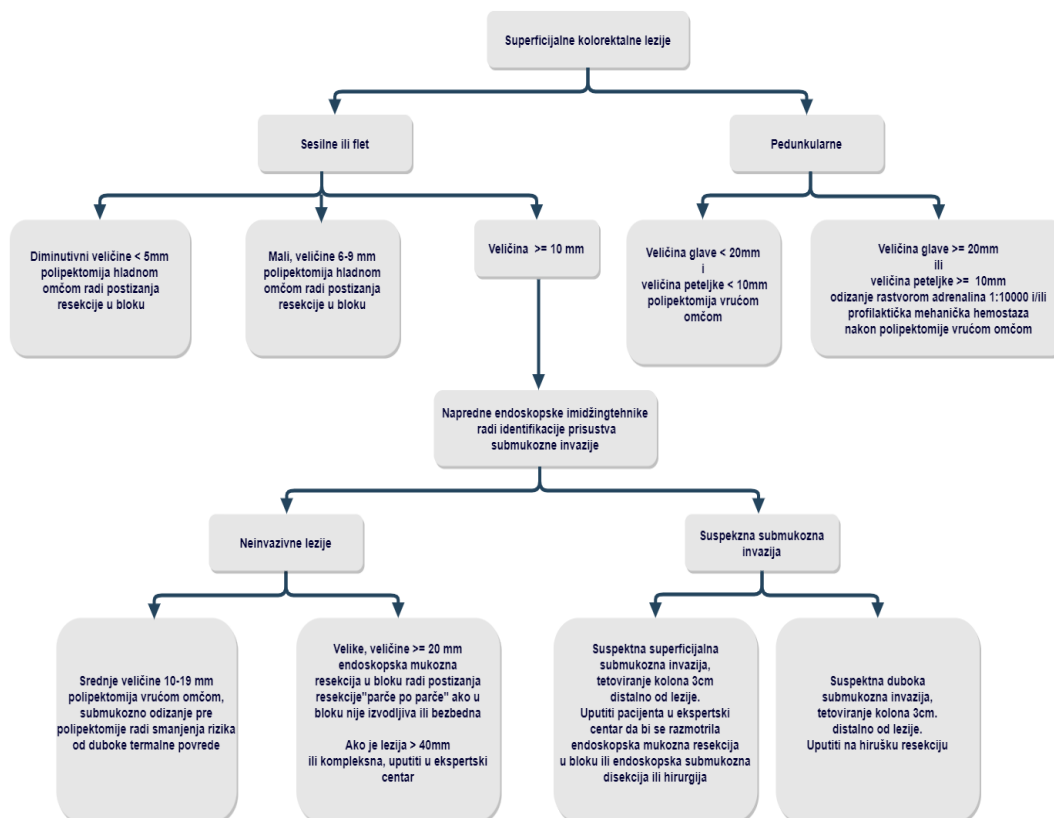 Superficijalne kolorektalne lezije
Sesilne ili flet
Pedunkularne
Diminutivni veličine < 5mm
polipektomija hladnom
omčom radi postizanja
resekcije u bloku
Mali, veličine 6-9 mm
polipektomija hladnom
omčom radi postizanja
resekcije u bloku
Veličina >= 10 mm
Veličina glave < 20mm
i
veličina peteljke < 10mm
polipektomija vrućom
omčom
Veličina glave >= 20mm
ili
veličina peteljke >= 10mm
odizanje rastvorom adrenalina 1:10000 i/ili
profilaktička mehanička hemostaza
nakon polipektomije vrućom omčom
Napredne endoskopske imidžingtehnike
radi identifikacije prisustva
submukozne invazije
Neinvazivne lezije
Suspekzna submukozna
invazija
Srednje veličine 10-19 mm
polipektomija vrućom omčom,
submukozno odizanje pre
polipektomije radi smanjenja rizika
od duboke termalne povrede
Velike, veličine >= 20 mm
endoskopska mukozna
resekcija u bloku radi postizanja
resekcije"parče po parče" ako u
bloku nije izvodljiva ili bezbedna
Ako je lezija > 40mm
ili kompleksna, uputiti u ekspertski
centar
Suspektna superficijalna
submukozna invazija,
tetoviranje kolona 3cm
distalno od lezije.
Uputiti pacijenta u ekspertski
centar da bi se razmotrila
endoskopska mukozna resekcija
u bloku ili endoskopska submukozna
disekcija ili hirurgija
Suspektna duboka
submukozna invazija,
tetoviranje kolona 3cm.
distalno od lezije.
Uputiti na hirušku resekciju